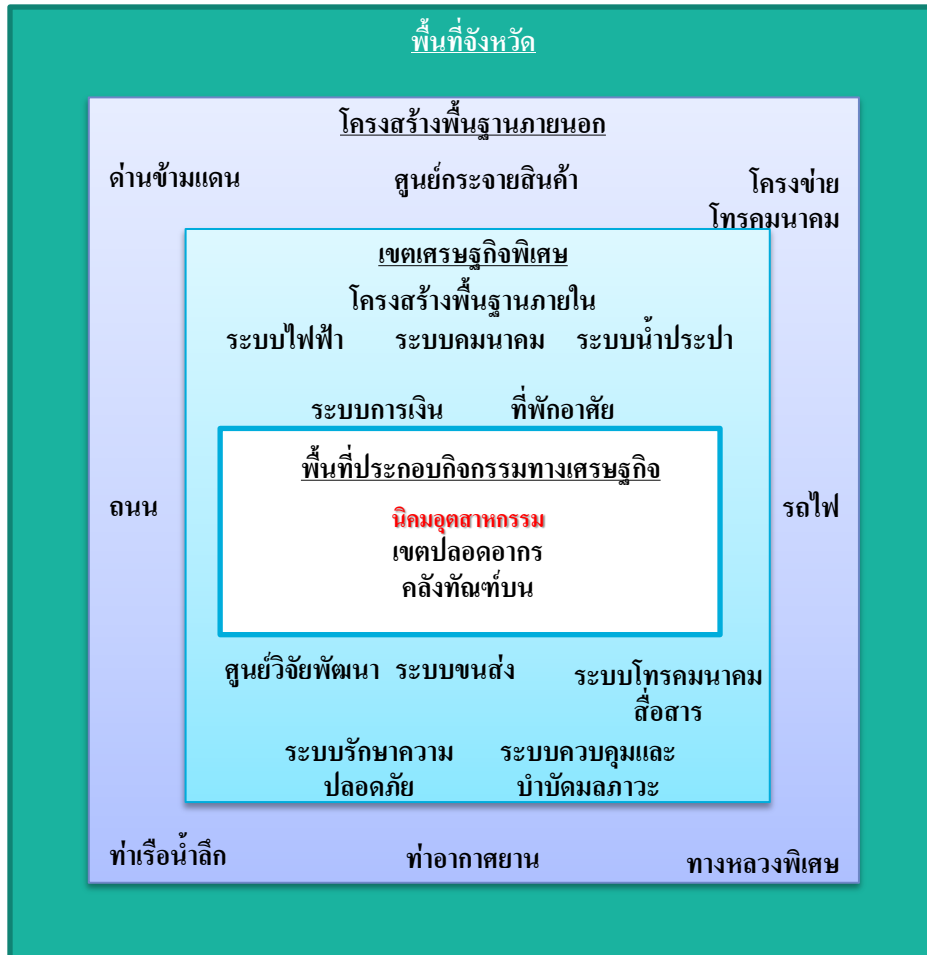 พื้นที่จังหวัด
โครงสร้างพื้นฐานภายนอก
ด่านข้ามแดน ศูนย์กระจายสินค้า โครงข่าย
โทรคมนาคม
เขตเศรษฐกิจพิเศษ
โครงสร้างพื้นฐานภายใน
ระบบไฟฟ้า ระบบคมนาคม ระบบน้ำประปา
ระบบการเงิน ที่พักอาศัย
พื้นที่ประกอบกิจกรรมทางเศรษฐกิจ
ถนน นิคมอุตสาหกรรม รถไฟ
เขตปลอดอากร
คลังทัณฑ์บน
ศูนย์วิจัยพัฒนา ระบบขนส่ง ระบบโทรคมนาคม
สื่อสาร
ระบบรักษาความ ระบบควบคุมและ
ปลอดภัย บำบัดมลภาวะ
ท่าเรือน้ำลึก ท่าอากาศยาน ทางหลวงพิเศษ